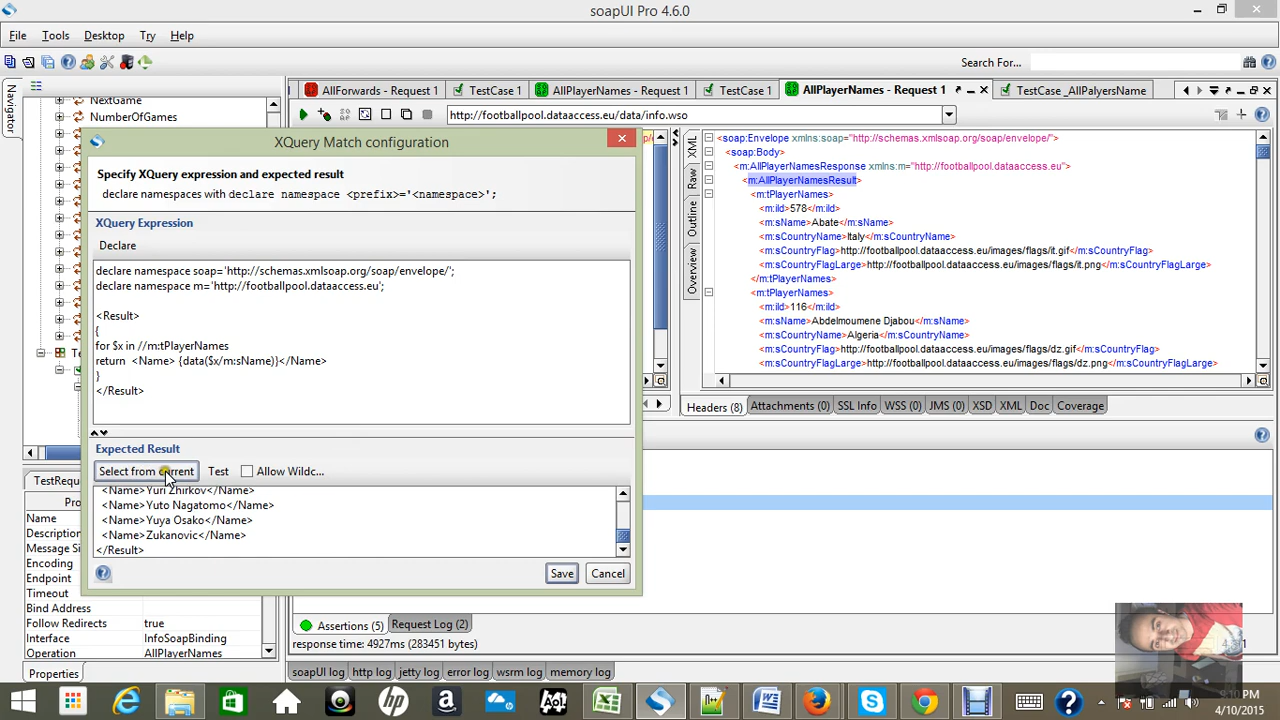 soapUI Pro 4.6.0
File Tools Desktop Try Help
Search For...
Navigator
NextGame
NumberOfGames
AllForwards - Request 1
TestCase 1
AllPlayerNames - Request 1
TestCase 1
AllPlayerNames - Request 1
TestCase _AllPalyersName
http://footballpool.dataaccess.eu/data/info.wso
XQuery Match configuration
Specify XQuery expression and expected result
declare namespaces with declare namespace <prefix>='<namespace>';
XQuery Expression
Declare
declare namespace soap='http://schemas.xmlsoap.org/soap/envelope/';
declare namespace m='http://footballpool.dataaccess.eu';
<Result>
{
for $x in //m:tPlayerNames
return <Name> {data($x/m:sName)}</Name>
}
</Result>
Expected Result
Select from current Test Allow Wildc...
<Name>Yuri Zhirkov</Name>
<Name>Yuto Nagatomo</Name>
<Name>Yuya Osako</Name>
<Name>Zukanovic</Name>
</Result>
Save Cancel
XML
Raw
Outline
Overview
<soap:Envelope xmlns:soap="http://schemas.xmlsoap.org/soap/envelope/">
<soap:Body>
<m:AllPlayerNamesResponse xmlns:m="http://footballpool.dataaccess.eu">
<m:AllPlayerNamesResult>
<m:tPlayerNames>
<m:iId>578</m:iId>
<m:sName>Abate</m:sName>
<m:sCountryName>Italy</m:sCountryName>
<m:sCountryFlag>http://footballpool.dataaccess.eu/images/flags/it.gif</m:sCountryFlag>
<m:sCountryFlagLarge>http://footballpool.dataaccess.eu/images/flags/it.png</m:sCountryFlagLarge>
</m:tPlayerNames>
<m:tPlayerNames>
<m:iId>116</m:iId>
<m:sName>Abdelmoumene Djabou</m:sName>
<m:sCountryName>Algeria</m:sCountryName>
<m:sCountryFlag>http://footballpool.dataaccess.eu/images/flags/dz.gif</m:sCountryFlag>
<m:sCountryFlagLarge>http://footballpool.dataaccess.eu/images/flags/dz.png</m:sCountryFlagLarge>
Headers (8) Attachments (0) SSL Info WSS (0) JMS (0) XSD XML Doc Coverage
TestRequ
Pro
Name
Description
Message Si
Encoding
Endpoint
Timeout
Bind Address
Follow Redirects true
Interface InfoSoapBinding
Operation AllPlayerNames
Properties
Assertions (5) Request Log (2)
response time: 4927ms (283451 bytes)
soapUI log http log jetty log error log wsrm log memory log
9:10 PM
4/10/2015